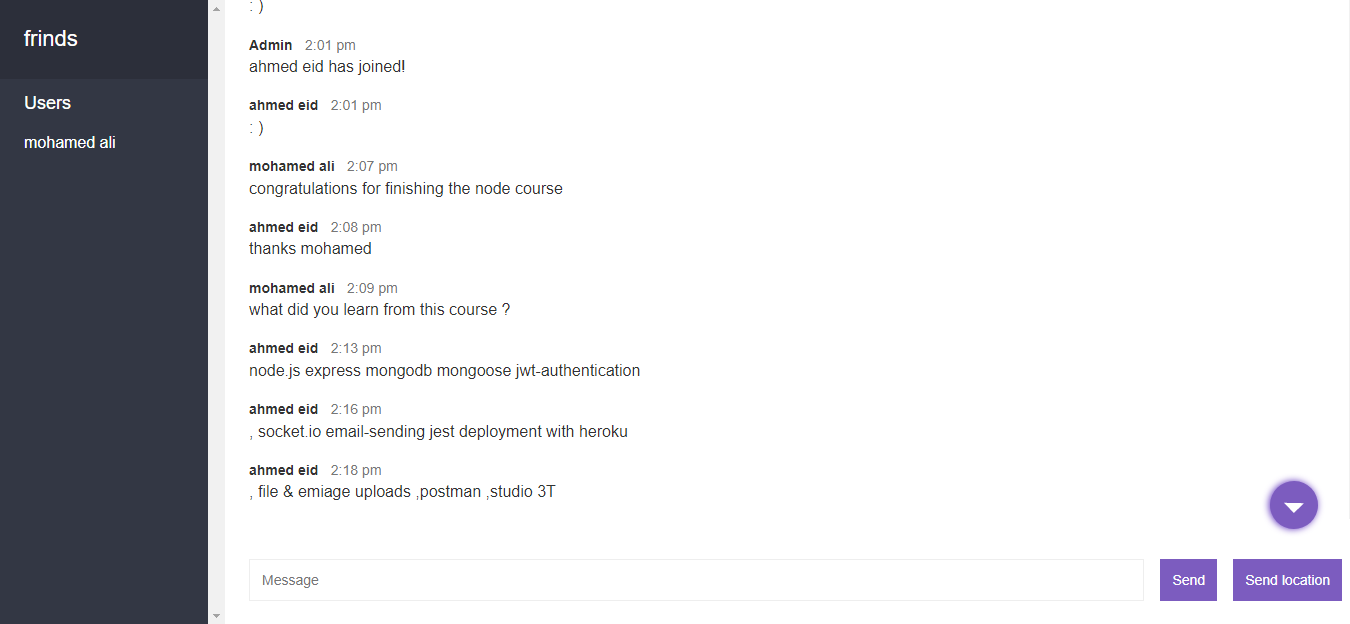 frinds
Users
mohamed ali
: )
Admin 2:01 pm
ahmed eid has joined!
ahmed eid 2:01 pm
: )
mohamed ali 2:07 pm
congratulations for finishing the node course
ahmed eid 2:08 pm
thanks mohamed
mohamed ali 2:09 pm
what did you learn from this course ?
ahmed eid 2:13 pm
node.js express mongodb mongoose jwt-authentication
ahmed eid 2:16 pm
, socket.io email-sending jest deployment with heroku
ahmed eid 2:18 pm
, file & emiage uploads ,postman ,studio 3T
Message Send Send location